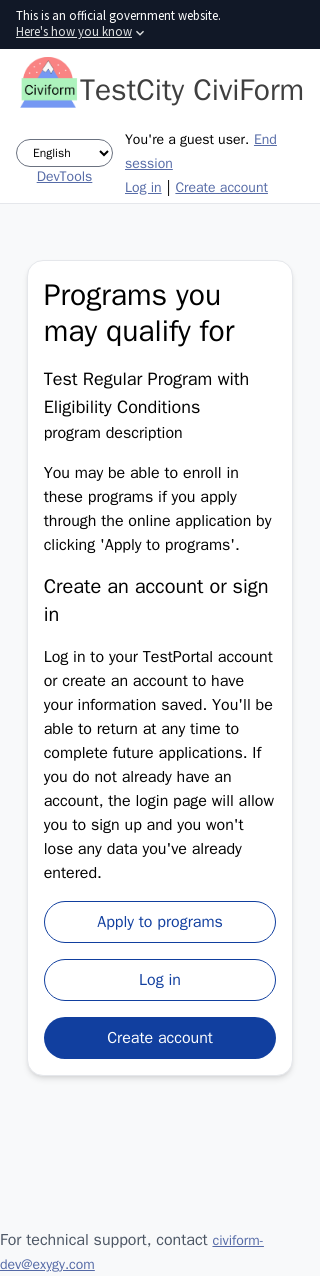 This is an official government website.
Here's how you know
Civiform
TestCity CiviForm
English
DevTools
You're a guest user. End
session
Log in | Create account
Programs you
may qualify for
Test Regular Program with
Eligibility Conditions
program description
You may be able to enroll in
these programs if you apply
through the online application by
clicking 'Apply to programs'.
Create an account or sign
in
Log in to your TestPortal account
or create an account to have
your information saved. You'll be
able to return at any time to
complete future applications. If
you do not already have an
account, the login page will allow
you to sign up and you won't
lose any data you've already
entered.
Apply to programs
Log in
Create account
For technical support, contact civiform-
dev@exygy.com